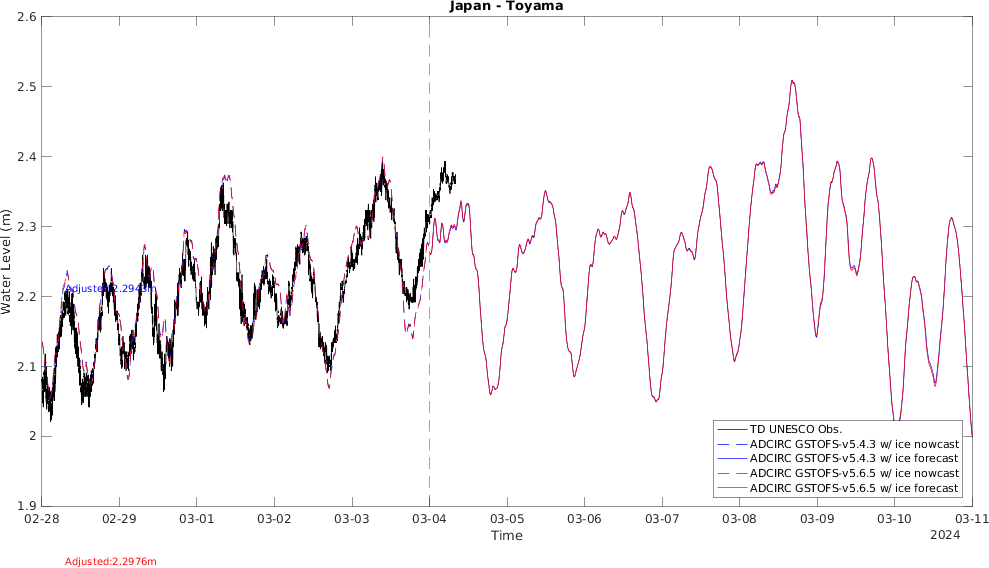 Japan - Toyama
2.6
2.5
2.4
2.3
2.2
2.1
2
1.9
Water Level (m)
Adjusted:2.2943m
TD UNESCO Obs.
ADCIRC GSTOFS-v5.4.3 w/ ice nowcast
ADCIRC GSTOFS-v5.4.3 w/ ice forecast
ADCIRC GSTOFS-v5.6.5 w/ ice nowcast
ADCIRC GSTOFS-v5.6.5 w/ ice forecast
02-28 02-29 03-01 03-02 03-03 03-04 03-05 03-06 03-07 03-08 03-09 03-10 03-11
Time
2024
Adjusted:2.2976m